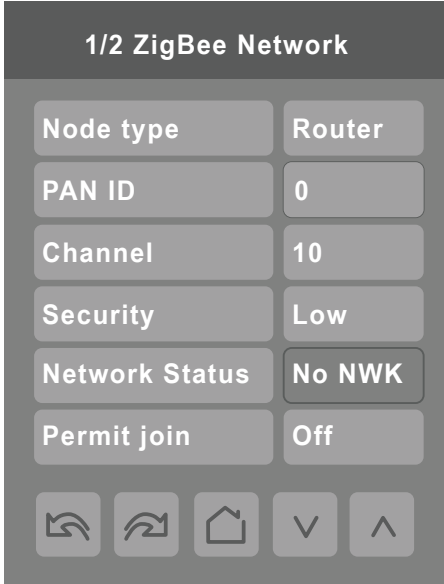 1/2 ZigBee Network
Node type Router
PAN ID 0
Channel 10
Security Low
Network Status No NWK
Permit join Off